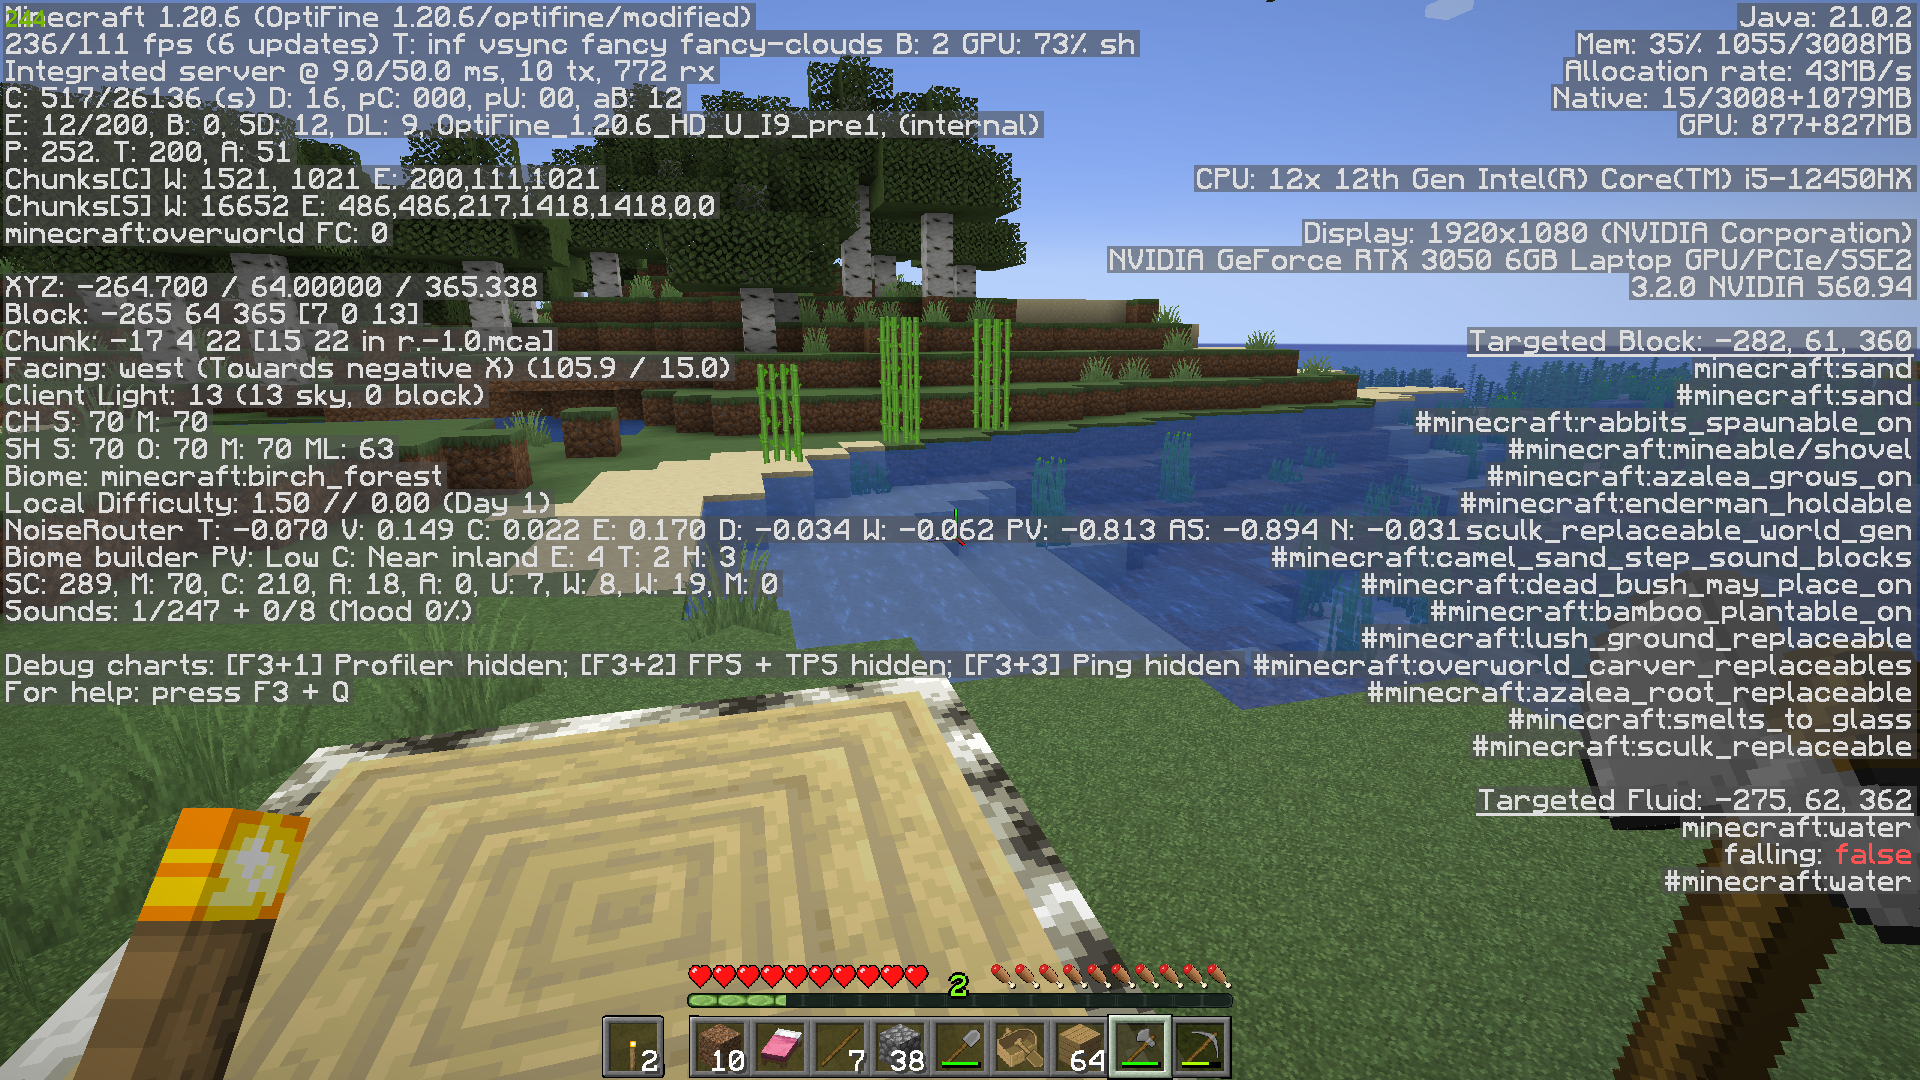 Minecraft 1.20.6 (OptiFine 1.20.6/optifine/modified)
244
236/111 fps (6 updates) T: inf vsync fancy fancy-clouds B: 2 GPU: 73% sh
Integrated server @ 9.0/50.0 ms, 10 tx, 772 rx
C: 517/26136 (s) D: 16, pC: 000, pU: 00, aB: 12
E: 12/200, B: 0, SD: 12, DL: 9, OptiFine_1.20.6_HD_U_I9_pre1, (internal)
P: 252. T: 200, A: 51
Chunks[C] W: 1521, 1021 E: 200,111,1021
Chunks[S] W: 16652 E: 486,486,217,1418,1418,0,0
minecraft:overworld FC: 0
XYZ: -264.700 / 64.00000 / 365.338
Block: -265 64 365 [7 0 13]
Chunk: -17 4 22 [15 22 in r.-1.0.mca]
Facing: west (Towards negative X) (105.9 / 15.0)
Client Light: 13 (13 sky, 0 block)
CH S: 70 M: 70
SH S: 70 O: 70 M: 70 ML: 63
Biome: minecraft:birch_forest
Local Difficulty: 1.50 // 0.00 (Day 1)
NoiseRouter T: -0.070 V: 0.149 C: 0.022 E: 0.170 D: -0.034 W: -0.062 PV: -0.813 AS: -0.894 N: -0.031
Biome builder PV: Low C: Near inland E: 4 T: 2 H: 3
SC: 289, M: 70, C: 210, A: 18, A: 0, U: 7, W: 8, W: 19, M: 0
Sounds: 1/247 + 0/8 (Mood 0%)
Debug charts: [F3+1] Profiler hidden; [F3+2] FPS + TPS hidden; [F3+3] Ping hidden
For help: press F3 + Q
Java: 21.0.2
Mem: 35% 1055/3008MB
Allocation rate: 43MB/s
Native: 15/3008+1079MB
GPU: 877+827MB
CPU: 12x 12th Gen Intel(R) Core(TM) i5-12450HX
Display: 1920x1080 (NVIDIA Corporation)
NVIDIA GeForce RTX 3050 6GB Laptop GPU/PCIe/SSE2
3.2.0 NVIDIA 560.94
Targeted Block: -282, 61, 360
minecraft:sand
#minecraft:sand
#minecraft:rabbits_spawnable_on
#minecraft:mineable/shovel
#minecraft:azalea_grows_on
#minecraft:enderman_holdable
sculk_replaceable_world_gen
#minecraft:camel_sand_step_sound_blocks
#minecraft:dead_bush_may_place_on
#minecraft:bamboo_plantable_on
#minecraft:lush_ground_replaceable
#minecraft:overworld_carver_replaceables
#minecraft:azalea_root_replaceable
#minecraft:smelts_to_glass
#minecraft:sculk_replaceable
Targeted Fluid: -275, 62, 362
minecraft:water
falling: false
#minecraft:water
2
2
10
7
38
64